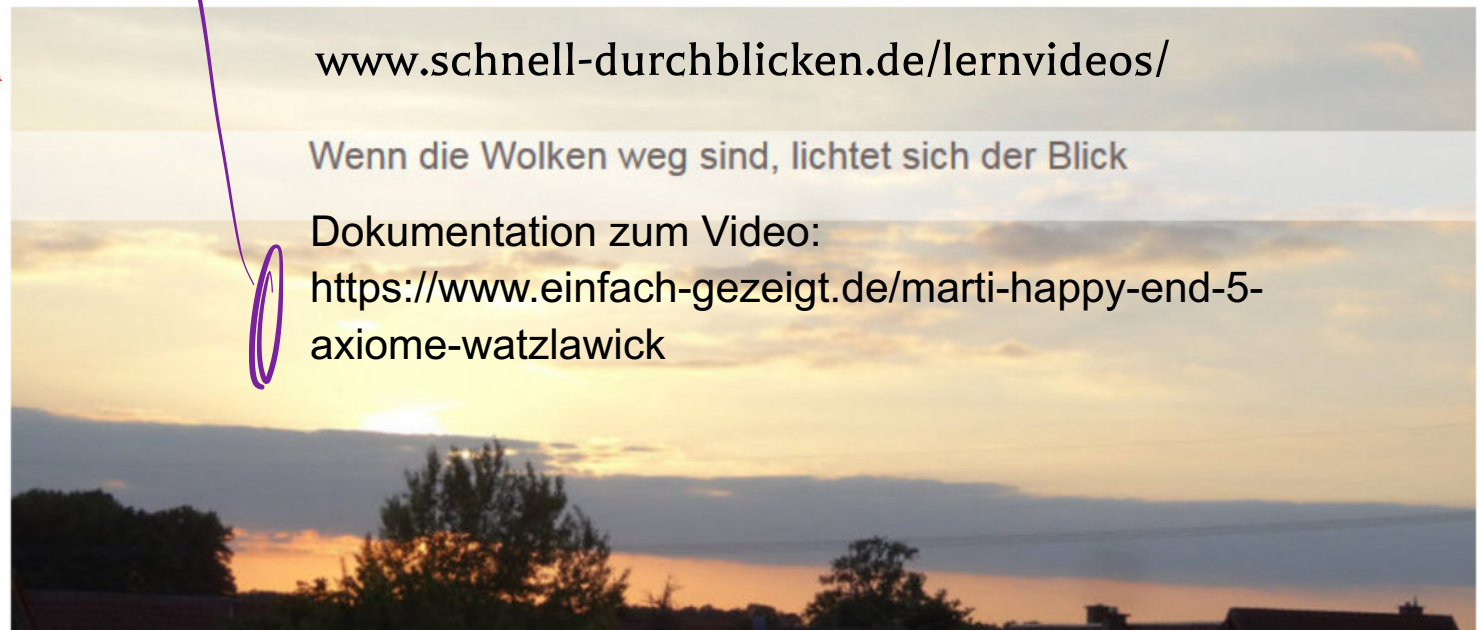 www.schnell-durchblicken.de/lernvideos/
Wenn die Wolken weg sind, lichtet sich der Blick
Dokumentation zum Video:
https://www.einfach-gezeigt.de/marti-happy-end-5-
axiome-watzlawick